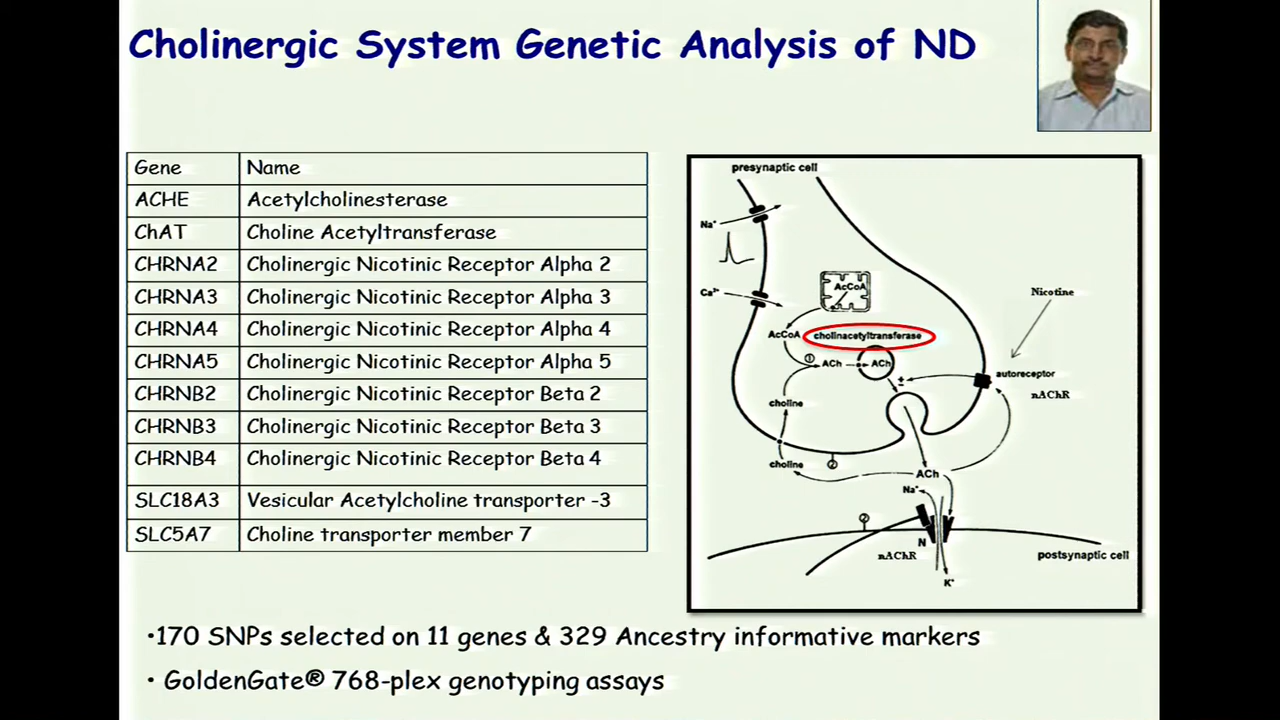 Cholinergic System Genetic Analysis of ND
Gene Name
ACHE Acetylcholinesterase
ChAT Choline Acetyltransferase
CHRNA2 Cholinergic Nicotinic Receptor Alpha 2
CHRNA3 Cholinergic Nicotinic Receptor Alpha 3
CHRNA4 Cholinergic Nicotinic Receptor Alpha 4
CHRNA5 Cholinergic Nicotinic Receptor Alpha 5
CHRNB2 Cholinergic Nicotinic Receptor Beta 2
CHRNB3 Cholinergic Nicotinic Receptor Beta 3
CHRNB4 Cholinergic Nicotinic Receptor Beta 4
SLC18A3 Vesicular Acetylcholine transporter -3
SLC5A7 Choline transporter member 7
presynaptic cell
Na⁺
Ca²⁺
AcCoA
Nicotine
AcCoA cholinacetyltransferase
① ACh ACh
± autoreceptor
nAChR
choline
choline ②
ACh
Na⁺
②
N
nAChR
postsynaptic cell
K⁺
•170 SNPs selected on 11 genes & 329 Ancestry informative markers
• GoldenGate® 768-plex genotyping assays